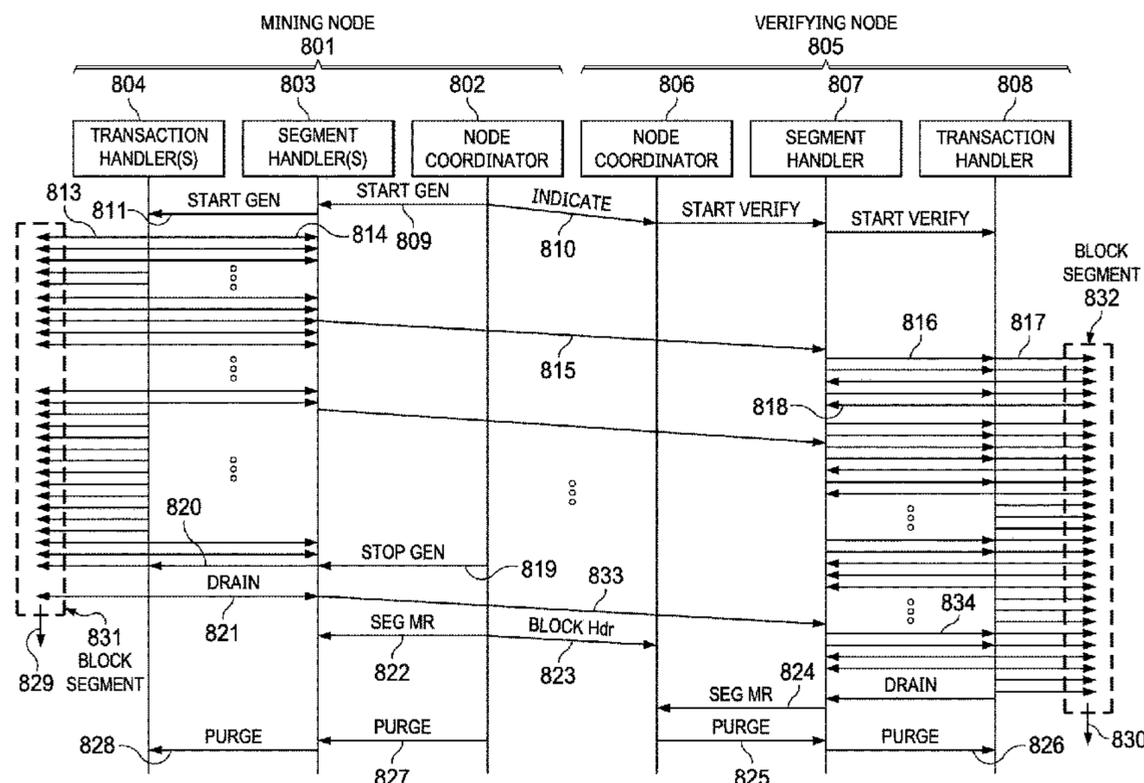 MINING NODE
801
VERIFYING NODE
805
804
803
802
806
807
808
TRANSACTION
HANDLER(S)
SEGMENT
HANDLER(S)
NODE
COORDINATOR
NODE
COORDINATOR
SEGMENT
HANDLER
TRANSACTION
HANDLER
813
811
START GEN
START GEN
INDICATE
START VERIFY
START VERIFY
814
809
810
BLOCK
SEGMENT
832
815
816
817
818
820
STOP GEN
819
833
DRAIN
821
834
831
BLOCK
SEGMENT
829
SEG MR
822
BLOCK Hdr
823
824
DRAIN
SEG MR
830
PURGE
828
PURGE
827
PURGE
825
PURGE
826